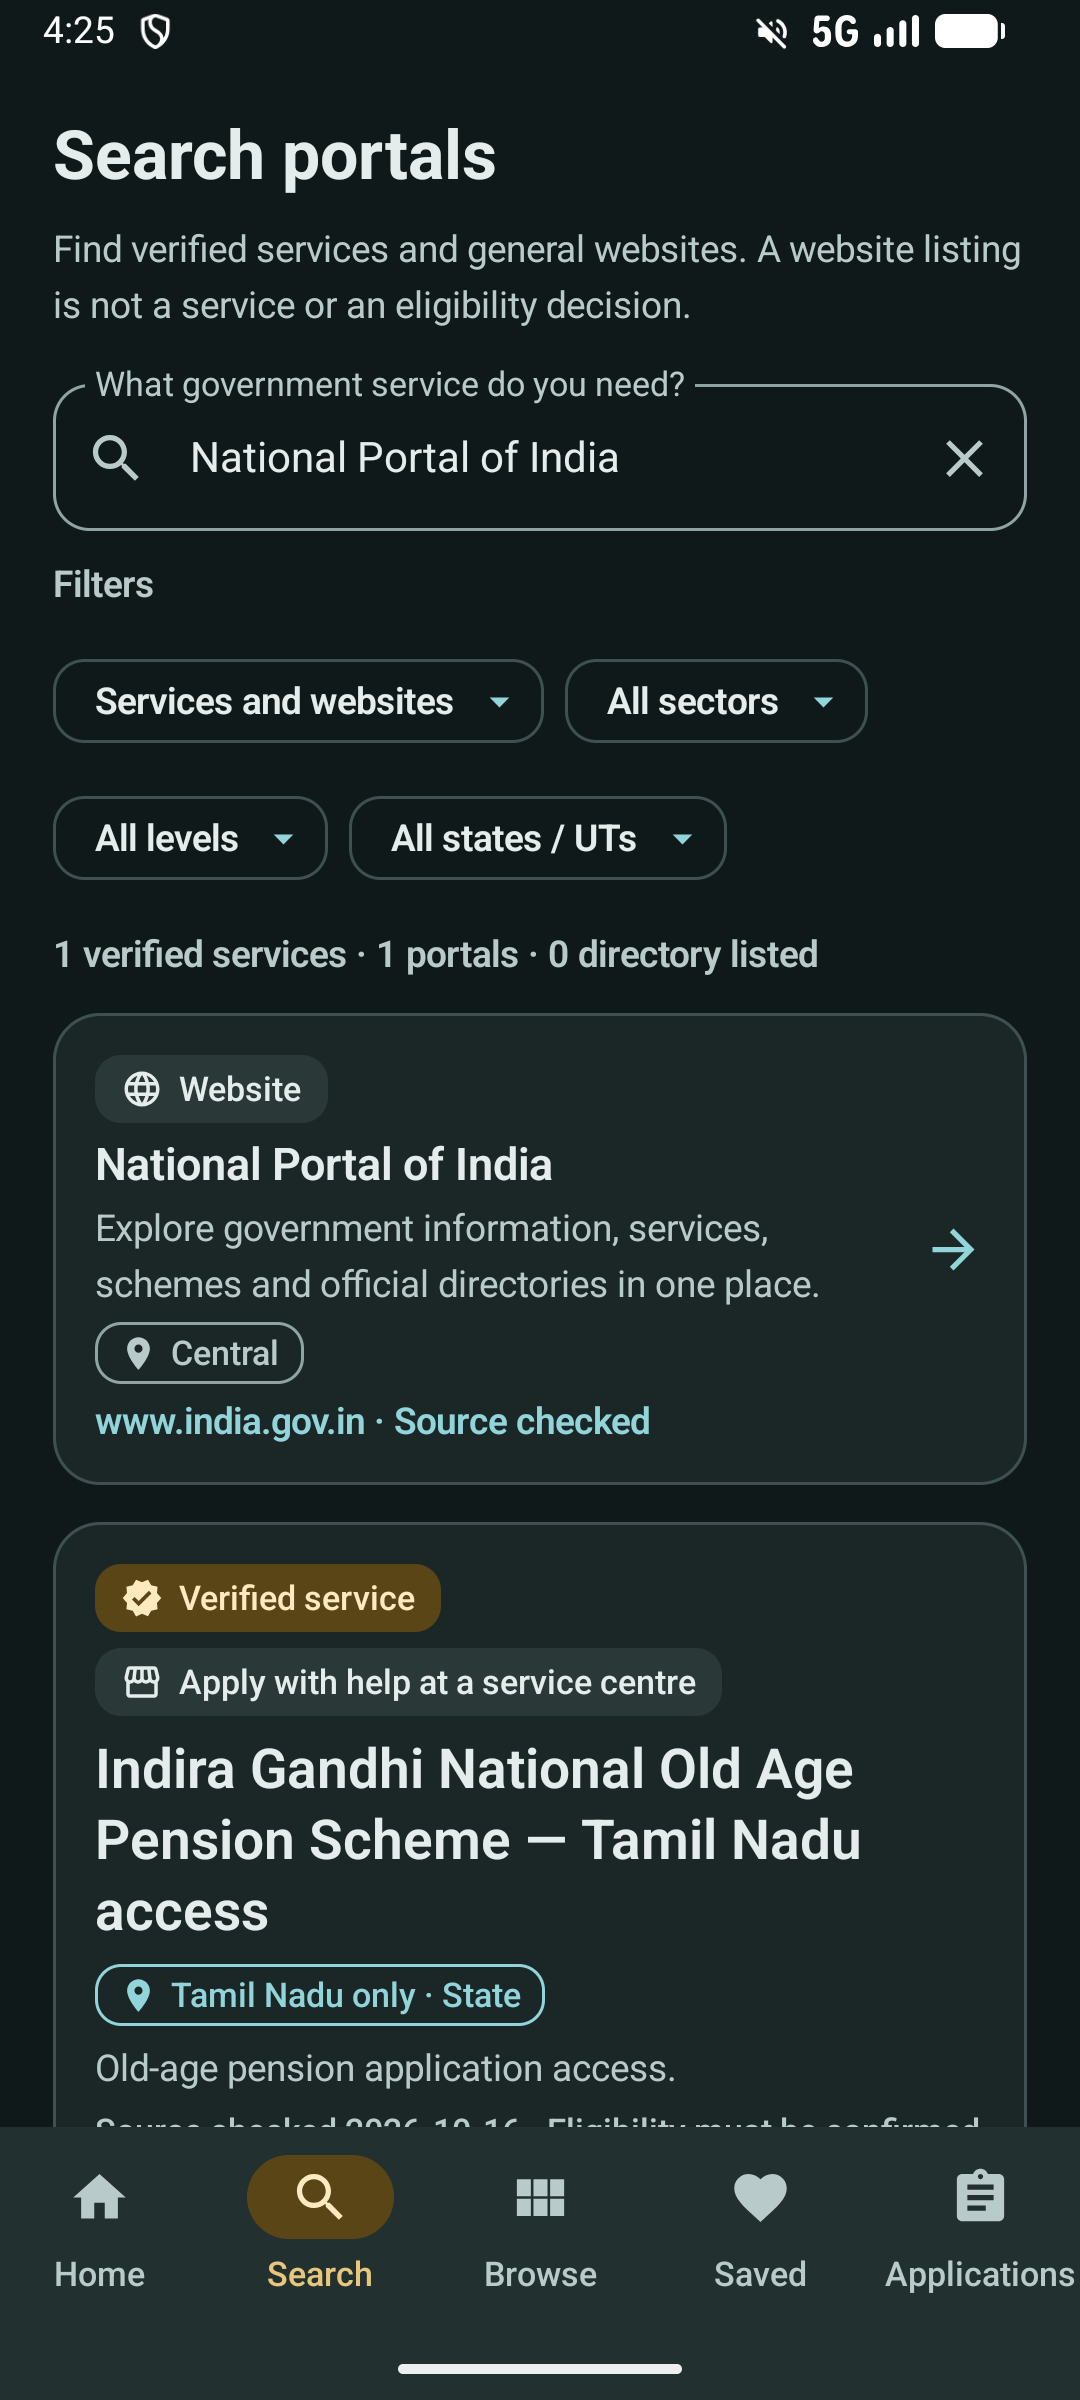 4:25
5G
Search portals
Find verified services and general websites. A website listing
is not a service or an eligibility decision.
What government service do you need?
National Portal of India
Filters
Services and websites
All sectors
All levels
All states / UTs
1 verified services · 1 portals · 0 directory listed
Website
National Portal of India
Explore government information, services,
schemes and official directories in one place.
Central
www.india.gov.in · Source checked
Verified service
Apply with help at a service centre
Indira Gandhi National Old Age
Pension Scheme — Tamil Nadu
access
Tamil Nadu only · State
Old-age pension application access.
Home
Search
Browse
Saved
Applications